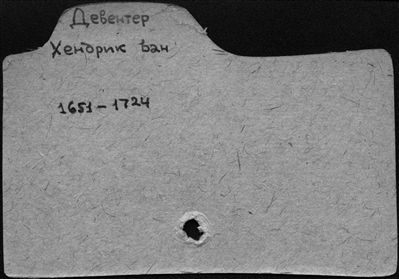 Девентер
Хендрик ван
1651-1724